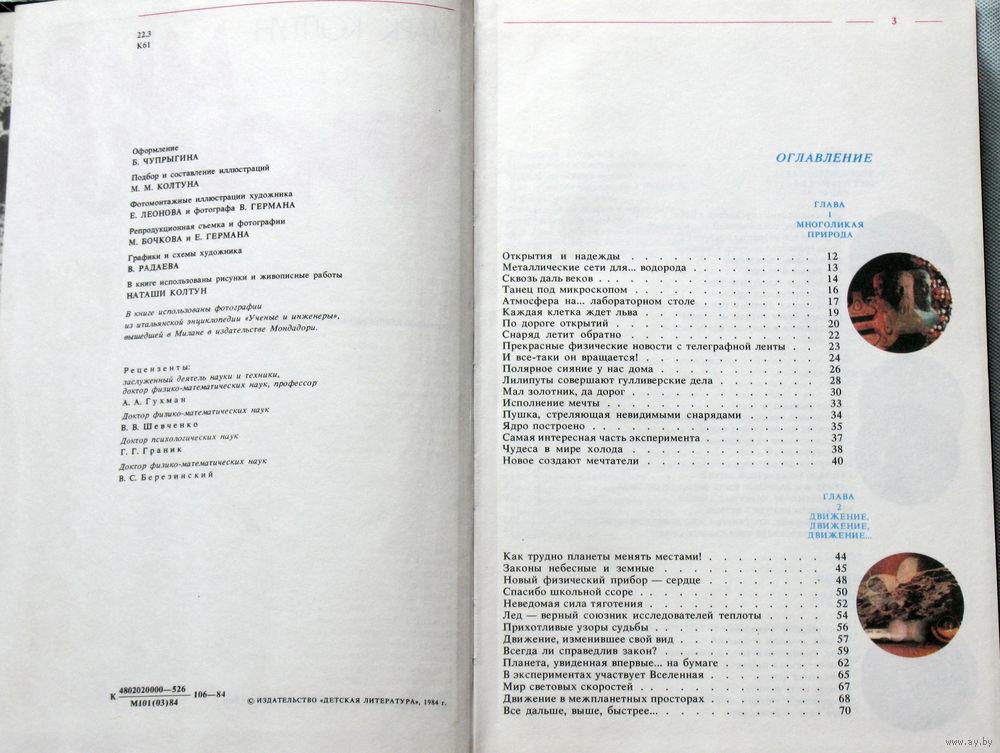 22.3
К61
Оформление
Б. ЧУПРЫГИНА
Подбор и составление иллюстраций
М. М. КОЛТУНА
Фотомонтажные иллюстрации художника
Е. ЛЕОНОВА и фотографа В. ГЕРМАНА
Репродукционная съемка и фотографии
М. БОЧКОВА и Е. ГЕРМАНА
Графики и схемы художника
В. РАДАЕВА
В книге использованы рисунки и живописные работы
НАТАШИ КОЛТУН
В книге использованы фотографии
из итальянской энциклопедии «Ученые и инженеры»,
вышедшей в Милане в издательстве Мондадори.
Рецензенты:
заслуженный деятель науки и техники,
доктор физико-математических наук, профессор
А. А. Гухман
Доктор физико-математических наук
В. В. Шевченко
Доктор психологических наук
Г. Г. Граник
Доктор физико-математических наук
В. С. Березинский
К 4802020000—526 106—84
М101(03)84
© ИЗДАТЕЛЬСТВО «ДЕТСКАЯ ЛИТЕРАТУРА», 1984 г.
3
ОГЛАВЛЕНИЕ
ГЛАВА
1
МНОГОЛИКАЯ
ПРИРОДА
Открытия и надежды . . . . . . . . . . 12
Металлические сети для... водорода . . . . . . . . 13
Сквозь даль веков . . . . . . . . . . . 14
Танец под микроскопом . . . . . . . . . . 16
Атмосфера на... лабораторном столе . . . . . . . 17
Каждая клетка ждет льва . . . . . . . . . 19
По дороге открытий . . . . . . . . . . 20
Снаряд летит обратно . . . . . . . . . . 22
Прекрасные физические новости с телеграфной ленты . . 23
И все-таки он вращается! . . . . . . . . . 24
Полярное сияние у нас дома . . . . . . . . 26
Лилипуты совершают гулливерские дела . . . . . . 28
Мал золотник, да дорог . . . . . . . . . . 30
Исполнение мечты . . . . . . . . . . . 33
Пушка, стреляющая невидимыми снарядами . . . . . 34
Ядро построено . . . . . . . . . . . 35
Самая интересная часть эксперимента . . . . . . . 37
Чудеса в мире холода . . . . . . . . . . 38
Новое создают мечтатели . . . . . . . . . 40
ГЛАВА
2
ДВИЖЕНИЕ,
ДВИЖЕНИЕ,
ДВИЖЕНИЕ...
Как трудно планеты менять местами! . . . . . . . 44
Законы небесные и земные . . . . . . . . . 45
Новый физический прибор — сердце . . . . . . . 48
Спасибо школьной ссоре . . . . . . . . . . 50
Неведомая сила тяготения . . . . . . . . . 52
Лед — верный союзник исследователей теплоты . . . . 54
Прихотливые узоры судьбы . . . . . . . . . 56
Движение, изменившее свой вид . . . . . . . . 57
Всегда ли справедлив закон? . . . . . . . . 59
Планета, увиденная впервые... на бумаге . . . . . . 62
В экспериментах участвует Вселенная . . . . . . . 65
Мир световых скоростей . . . . . . . . . . 67
Движение в межпланетных просторах . . . . . . . 68
Все дальше, выше, быстрее... . . . . . . . . 70
www.ay.by